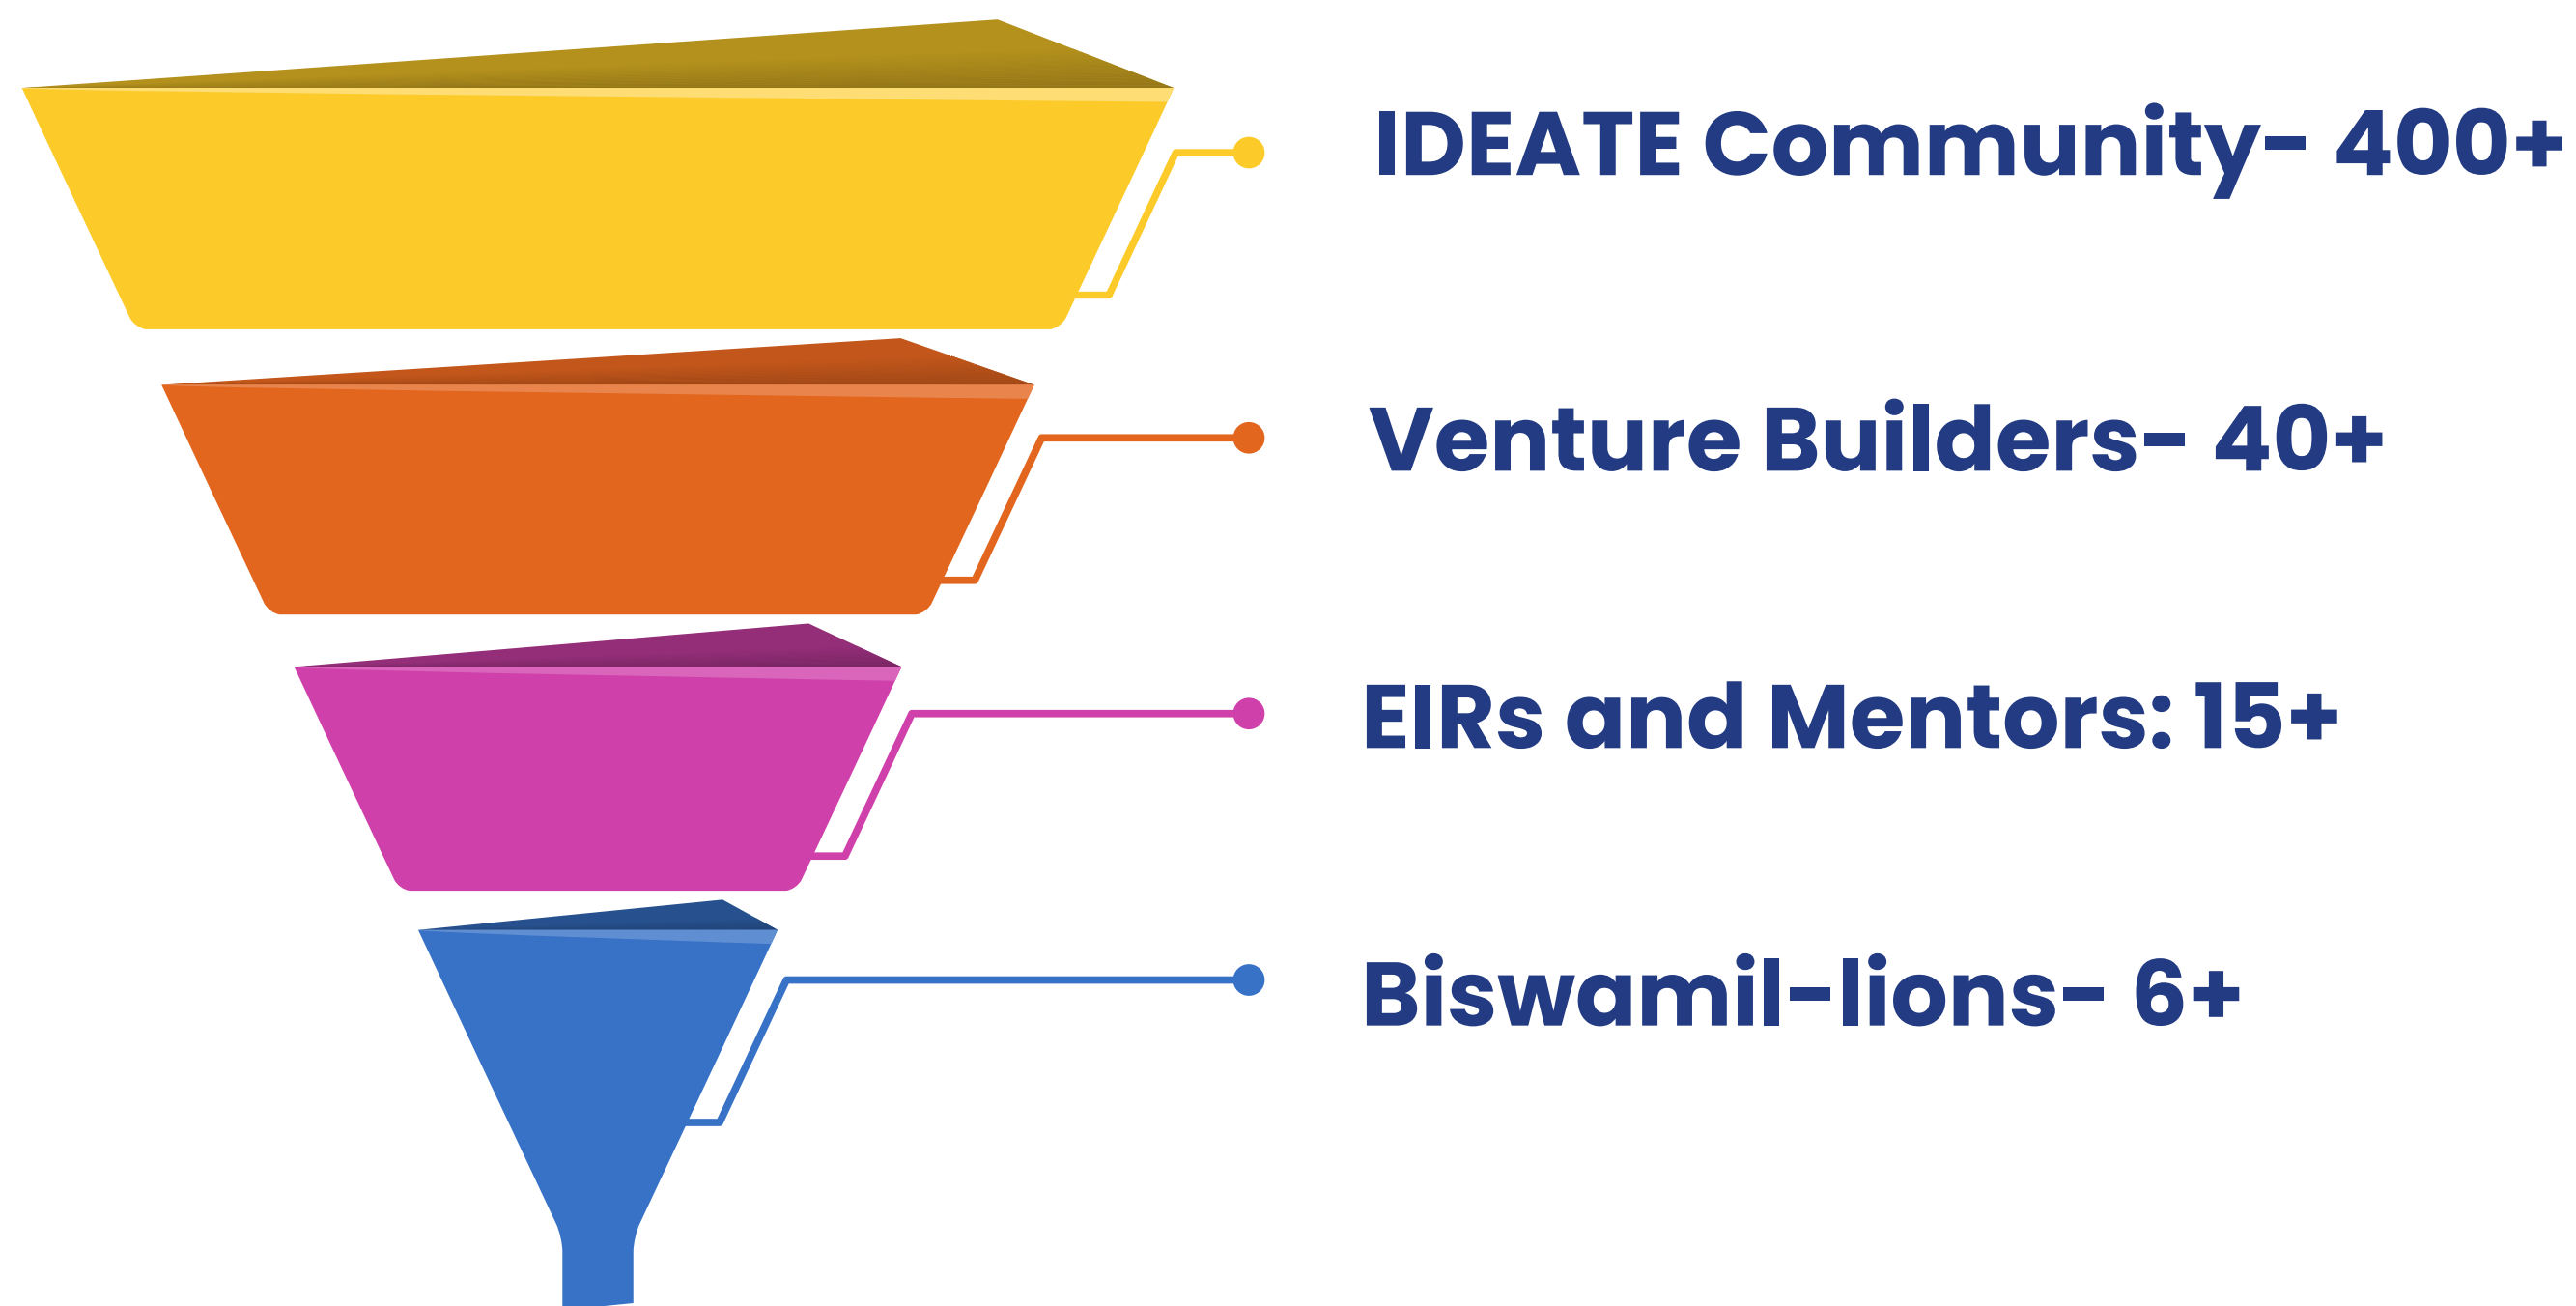 IDEATE Community- 400+
Venture Builders- 40+
EIRs and Mentors: 15+
Biswamil-lions- 6+